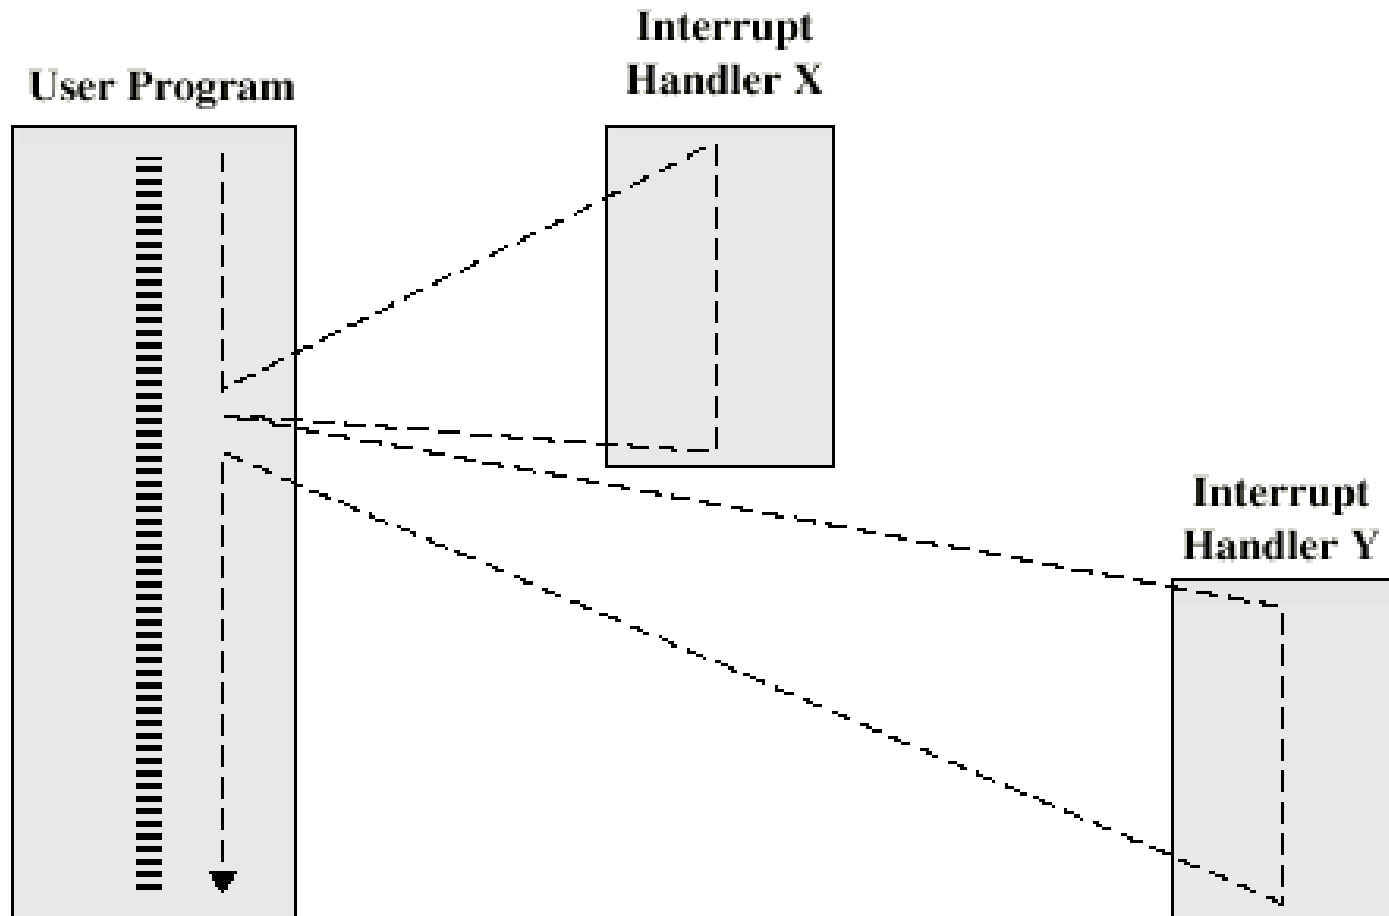 User Program
Interrupt
Handler X
Interrupt
Handler Y